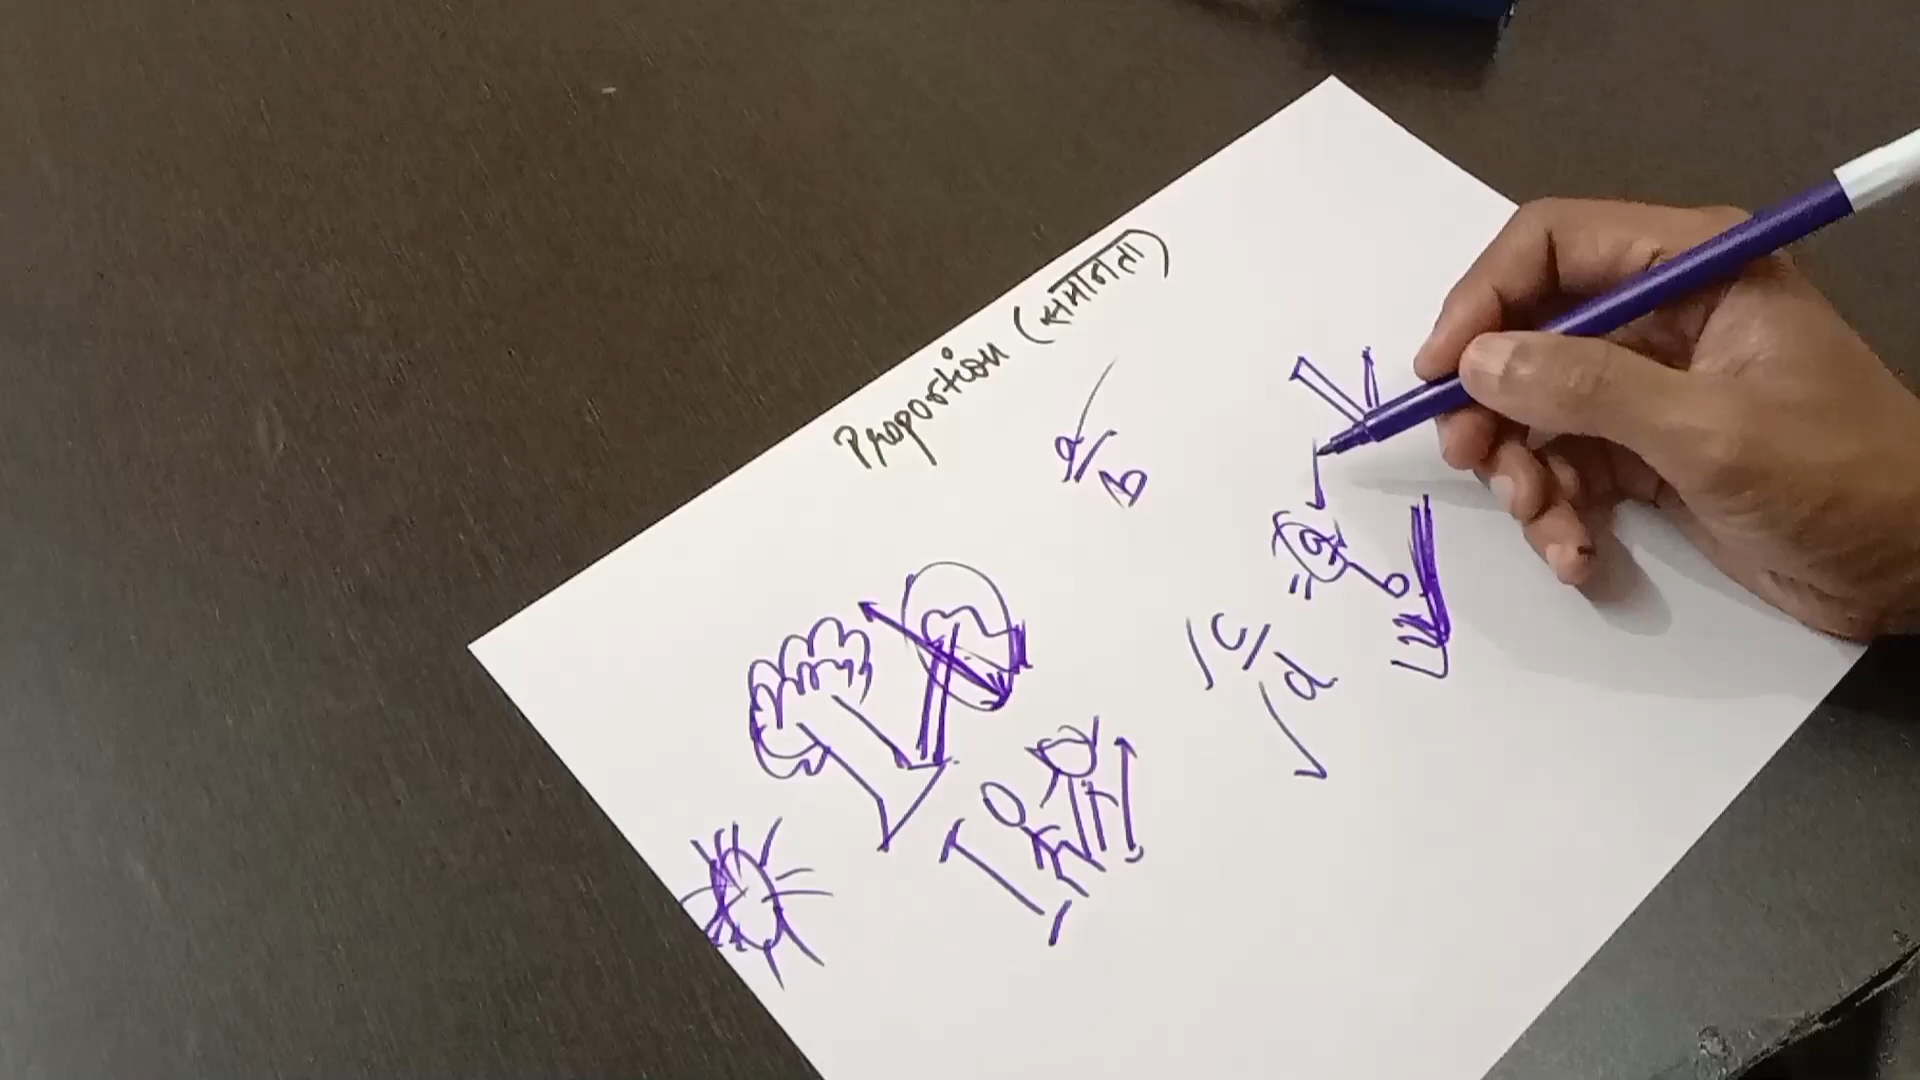 Proportion (समानता)
a/b
a/b
= c/d